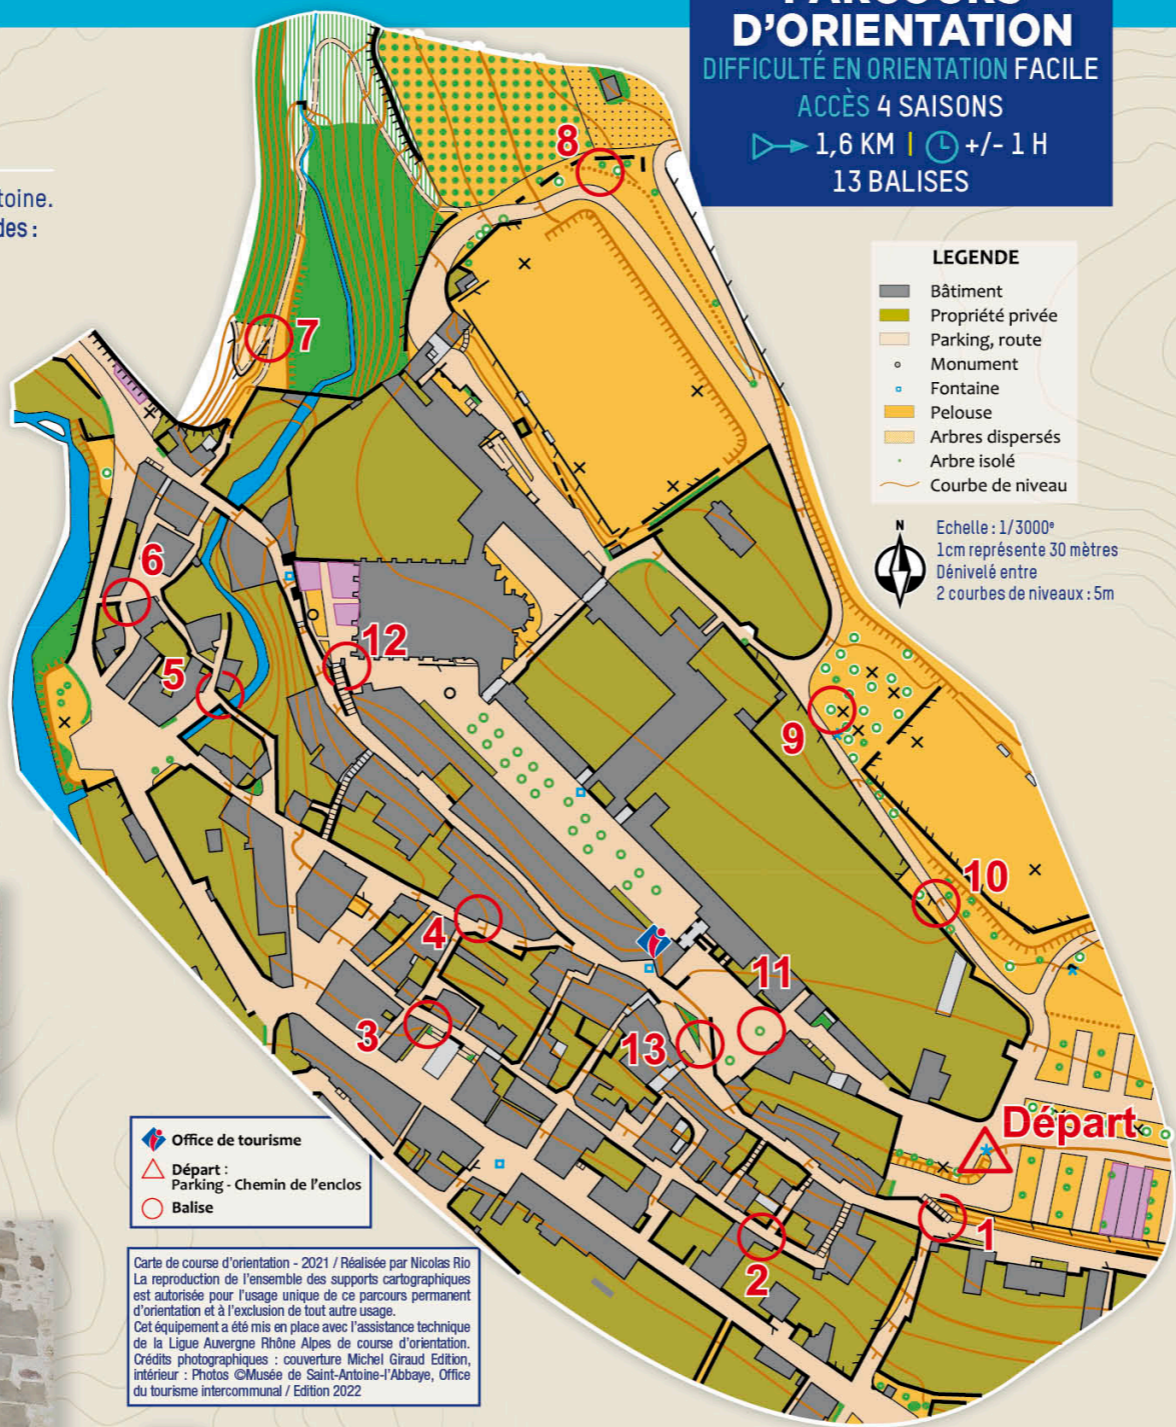 D'ORIENTATION
DIFFICULTÉ EN ORIENTATION FACILE
ACCÈS 4 SAISONS
1,6 KM | +/- 1 H
13 BALISES
toine.
des :
LEGENDE
Bâtiment
Propriété privée
Parking, route
Monument
Fontaine
Pelouse
Arbres dispersés
Arbre isolé
Courbe de niveau
N
Echelle : 1/3000e
1cm représente 30 mètres
Dénivelé entre
2 courbes de niveaux : 5m
8
7
6
12
5
9
10
4
11
3
13
Départ
1
2
Office de tourisme
Départ :
Parking - Chemin de l'enclos
Balise
Carte de course d'orientation - 2021 / Réalisée par Nicolas Rio
La reproduction de l'ensemble des supports cartographiques
est autorisée pour l'usage unique de ce parcours permanent
d'orientation et à l'exclusion de tout autre usage.
Cet équipement a été mis en place avec l'assistance technique
de la Ligue Auvergne Rhône Alpes de course d'orientation.
Crédits photographiques : couverture Michel Giraud Edition,
intérieur : Photos ©Musée de Saint-Antoine-l'Abbaye, Office
du tourisme intercommunal / Edition 2022